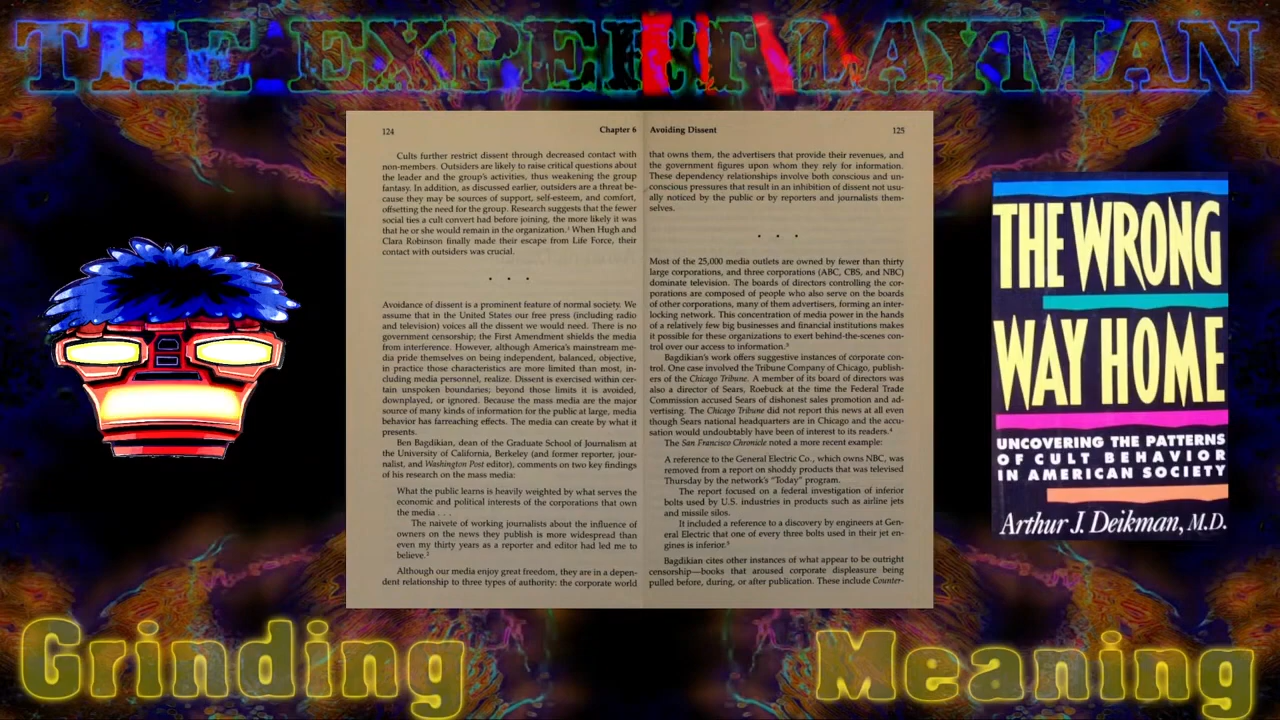 THE EXPERT LAYMAN
124
Chapter 6
Cults further restrict dissent through decreased contact with
non-members. Outsiders are likely to raise critical questions about
the leader and the group's activities, thus weakening the group
fantasy. In addition, as discussed earlier, outsiders are a threat be-
cause they may be sources of support, self-esteem, and comfort,
offsetting the need for the group. Research suggests that the fewer
social ties a cult convert had before joining, the more likely it was
that he or she would remain in the organization.¹ When Hugh and
Clara Robinson finally made their escape from Life Force, their
contact with outsiders was crucial.
• • •
Avoidance of dissent is a prominent feature of normal society. We
assume that in the United States our free press (including radio
and television) voices all the dissent we would need. There is no
government censorship; the First Amendment shields the media
from interference. However, although America's mainstream me-
dia pride themselves on being independent, balanced, objective,
in practice those characteristics are more limited than most, in-
cluding media personnel, realize. Dissent is exercised within cer-
tain unspoken boundaries; beyond those limits it is avoided,
downplayed, or ignored. Because the mass media are the major
source of many kinds of information for the public at large, media
behavior has farreaching effects. The media can create by what it
presents.
Ben Bagdikian, dean of the Graduate School of Journalism at
the University of California, Berkeley (and former reporter, jour-
nalist, and Washington Post editor), comments on two key findings
of his research on the mass media:
What the public learns is heavily weighted by what serves the
economic and political interests of the corporations that own
the media . . .
The naivete of working journalists about the influence of
owners on the news they publish is more widespread than
even my thirty years as a reporter and editor had led me to
believe.²
Although our media enjoy great freedom, they are in a depen-
dent relationship to three types of authority: the corporate world
Avoiding Dissent
125
that owns them, the advertisers that provide their revenues, and
the government figures upon whom they rely for information.
These dependency relationships involve both conscious and un-
conscious pressures that result in an inhibition of dissent not usu-
ally noticed by the public or by reporters and journalists them-
selves.
• • •
Most of the 25,000 media outlets are owned by fewer than thirty
large corporations, and three corporations (ABC, CBS, and NBC)
dominate television. The boards of directors controlling the cor-
porations are composed of people who also serve on the boards
of other corporations, many of them advertisers, forming an inter-
locking network. This concentration of media power in the hands
of a relatively few big businesses and financial institutions makes
it possible for these organizations to exert behind-the-scenes con-
trol over our access to information.³
Bagdikian's work offers suggestive instances of corporate con-
trol. One case involved the Tribune Company of Chicago, publish-
ers of the Chicago Tribune. A member of its board of directors was
also a director of Sears, Roebuck at the time the Federal Trade
Commission accused Sears of dishonest sales promotion and ad-
vertising. The Chicago Tribune did not report this news at all even
though Sears national headquarters are in Chicago and the accu-
sation would undoubtedly have been of interest to its readers.⁴
The San Francisco Chronicle noted a more recent example:
A reference to the General Electric Co., which owns NBC, was
removed from a report on shoddy products that was televised
Thursday by the network's "Today" program.
The report focused on a federal investigation of inferior
bolts used by U.S. industries in products such as airline jets
and missile silos.
It included a reference to a discovery by engineers at Gen-
eral Electric that one of every three bolts used in their jet en-
gines is inferior.⁵
Bagdikian cites other instances of what appear to be outright
censorship—books that aroused corporate displeasure being
pulled before, during, or after publication. These include Counter-
THE WRONG
WAY HOME
UNCOVERING THE PATTERNS
OF CULT BEHAVIOR
IN AMERICAN SOCIETY
Arthur J. Deikman, M.D.
Grinding
Meaning